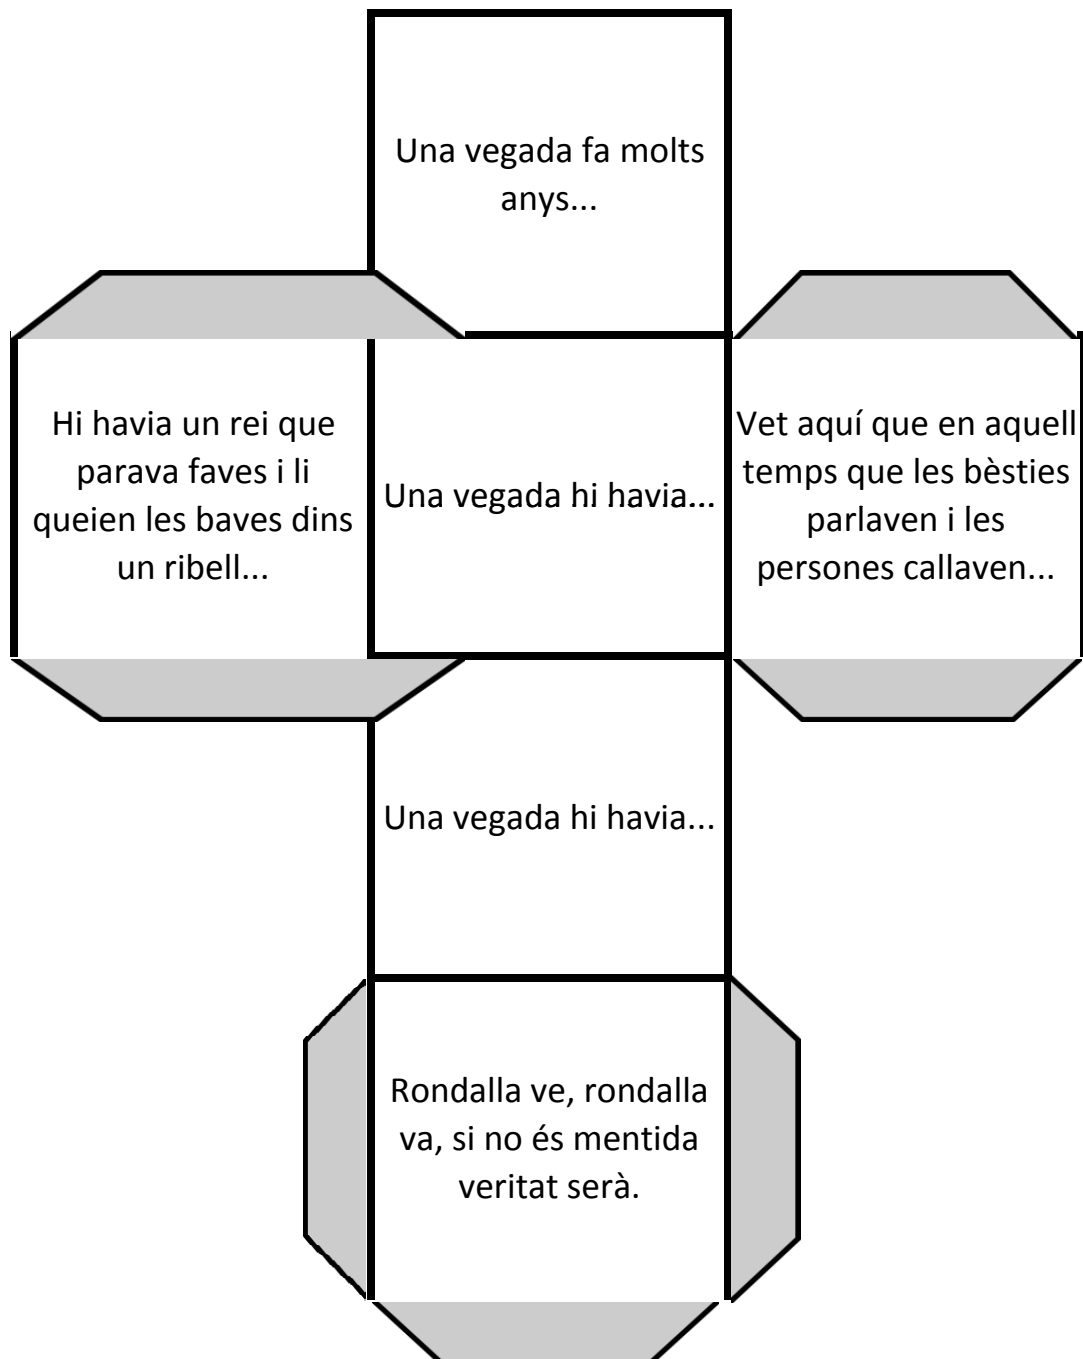 Una vegada fa molts
anys...
Hi havia un rei que
parava faves i li
queien les baves dins
un ribell...
Una vegada hi havia...
Vet aquí que en aquell
temps que les bèsties
parlaven i les
persones callaven...
Una vegada hi havia...
Rondalla ve, rondalla
va, si no és mentida
veritat serà.